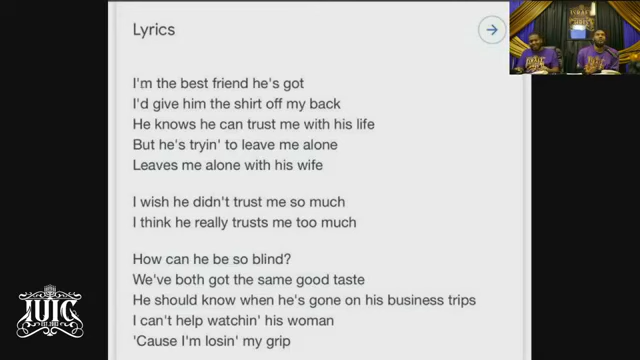 Lyrics
I'm the best friend he's got
I'd give him the shirt off my back
He knows he can trust me with his life
But he's tryin' to leave me alone
Leaves me alone with his wife
I wish he didn't trust me so much
I think he really trusts me too much
How can he be so blind?
We've both got the same good taste
He should know when he's gone on his business trips
I can't help watchin' his woman
'Cause I'm losin' my grip
IUIC